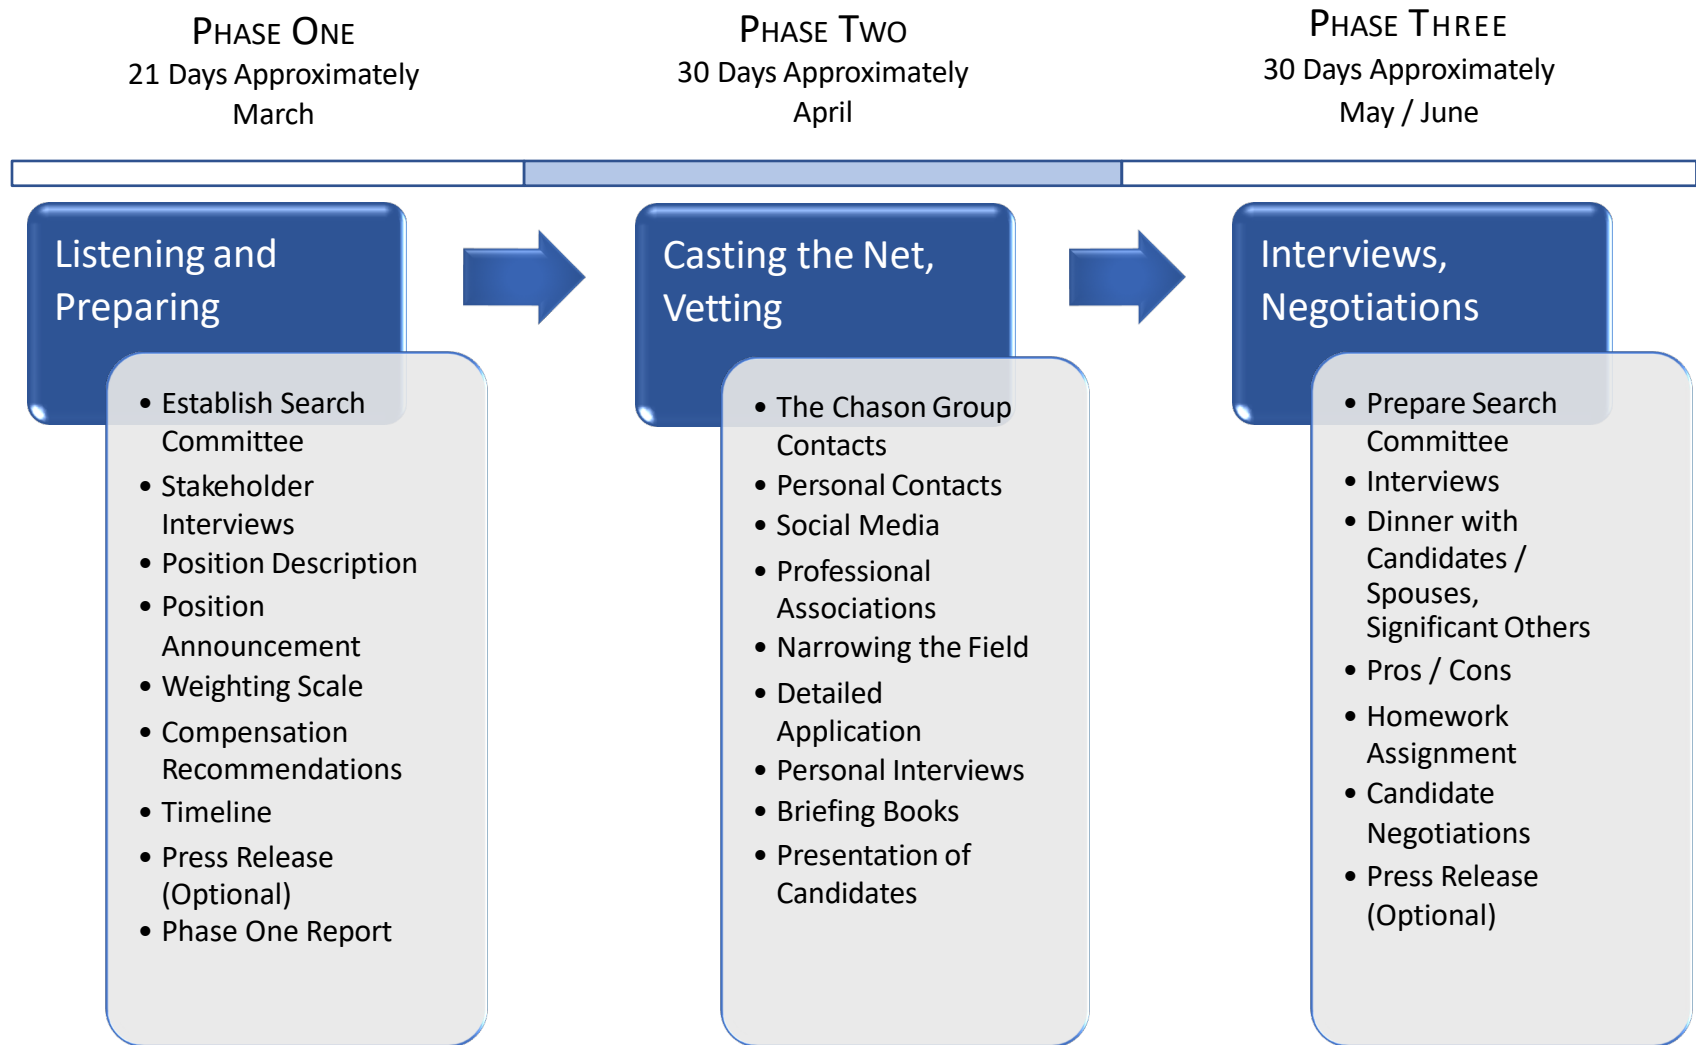 PHASE ONE
21 Days Approximately
March
PHASE TWO
30 Days Approximately
April
PHASE THREE
30 Days Approximately
May / June
Listening and
Preparing
• Establish Search
Committee
• Stakeholder
Interviews
• Position Description
• Position
Announcement
• Weighting Scale
• Compensation
Recommendations
• Timeline
• Press Release
(Optional)
• Phase One Report
Casting the Net,
Vetting
• The Chason Group
Contacts
• Personal Contacts
• Social Media
• Professional
Associations
• Narrowing the Field
• Detailed
Application
• Personal Interviews
• Briefing Books
• Presentation of
Candidates
Interviews,
Negotiations
• Prepare Search
Committee
• Interviews
• Dinner with
Candidates /
Spouses,
Significant Others
• Pros / Cons
• Homework
Assignment
• Candidate
Negotiations
• Press Release
(Optional)